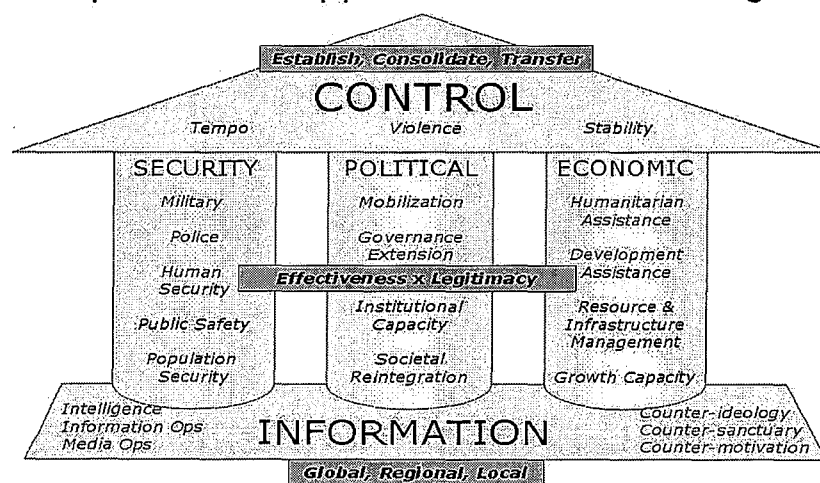 Establish, Consolidate, Transfer
CONTROL
Tempo Violence Stability
SECURITY
Military
Police
Human
Security
Public Safety
Population
Security
POLITICAL
Mobilization
Governance
Extension
Effectiveness x Legitimacy
Institutional
Capacity
Societal
Reintegration
ECONOMIC
Humanitarian
Assistance
Development
Assistance
Resource &
Infrastructure
Management
Growth Capacity
Intelligence
Information Ops
Media Ops
INFORMATION
Counter-ideology
Counter-sanctuary
Counter-motivation
Global, Regional, Local